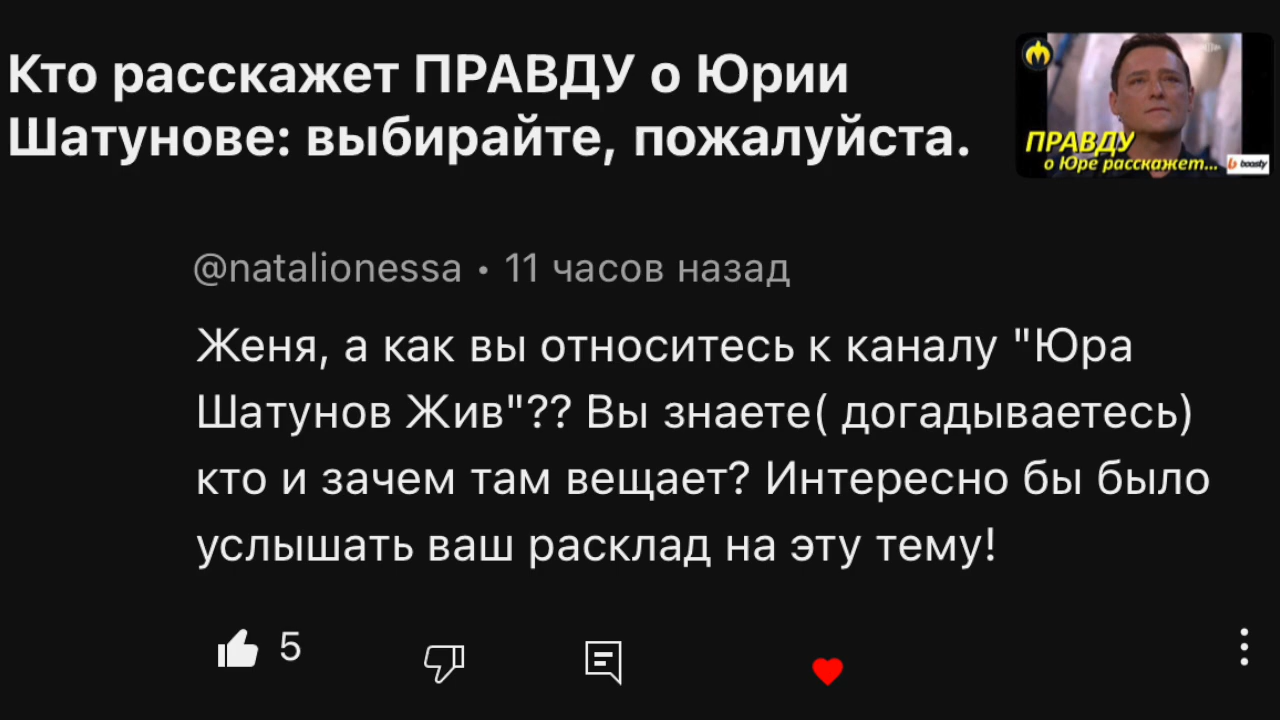 Кто расскажет ПРАВДУ о Юрии
Шатунове: выбирайте, пожалуйста.
ПРАВДУ
о Юре расскажет...
boosty
@natalionessa • 11 часов назад
Женя, а как вы относитесь к каналу "Юра
Шатунов Жив"?? Вы знаете( догадываетесь)
кто и зачем там вещает? Интересно бы было
услышать ваш расклад на эту тему!
5